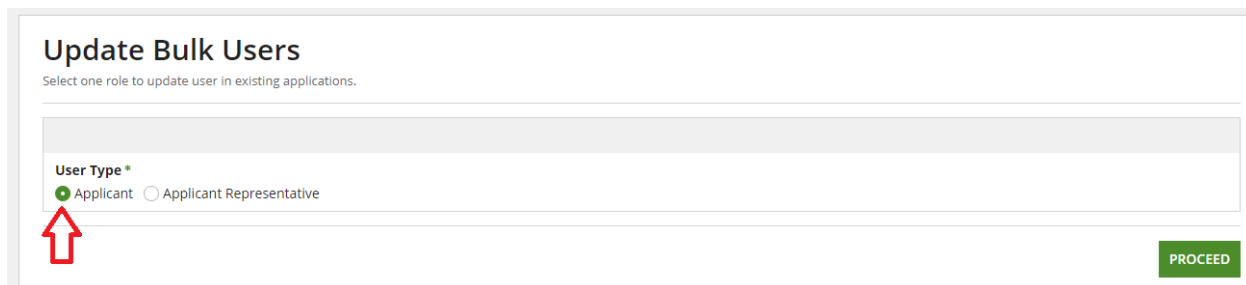 Update Bulk Users
Select one role to update user in existing applications.
User Type *
Applicant Applicant Representative
PROCEED